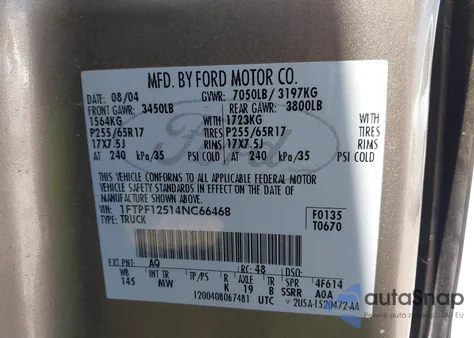 MFD. BY FORD MOTOR CO.
DATE: 08/04 GVWR: 7050LB/3197KG
FRONT GAWR: 3450LB REAR GAWR: 3800LB
1564KG WITH 1723KG WITH
P255/65R17 TIRES P255/65R17 TIRES
17X7.5J RIMS 17X7.5J RIMS
AT 240 kPa/35 PSI COLD AT 240 kPa/35 PSI COLD
Ford
THIS VEHICLE CONFORMS TO ALL APPLICABLE FEDERAL MOTOR
VEHICLE SAFETY STANDARDS IN EFFECT ON THE DATE OF
MANUFACTURE SHOWN ABOVE.
VIN: 1FTPF12514NC66468 F0135
TYPE: TRUCK T0670
EXT PNT: AQ RC: 48 DSO:
WB INT TR TP/PS R AXLE TR SPR 4F614
145 MW K 19 B SSRR A0A
1200408067481 UTC 2U5A-1520472-AA
autoSnap